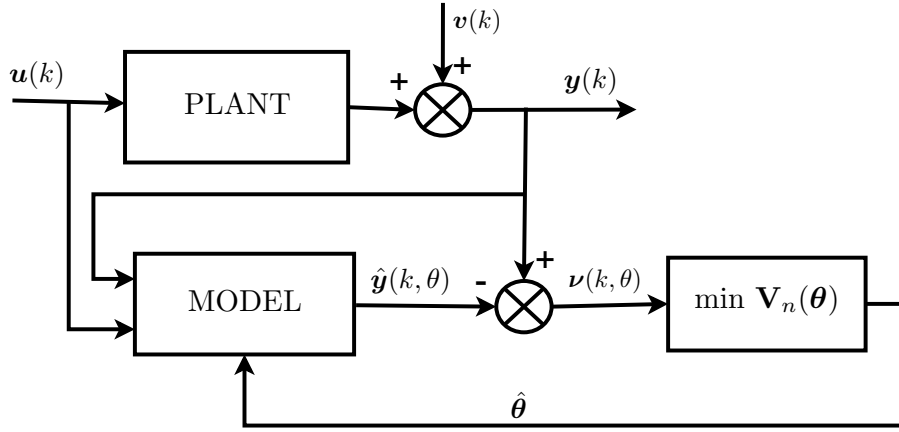 v(k)
+
u(k)
PLANT
+
y(k)
MODEL
ŷ(k, θ)
-
+
ν(k, θ)
min V_n(θ)
θ̂